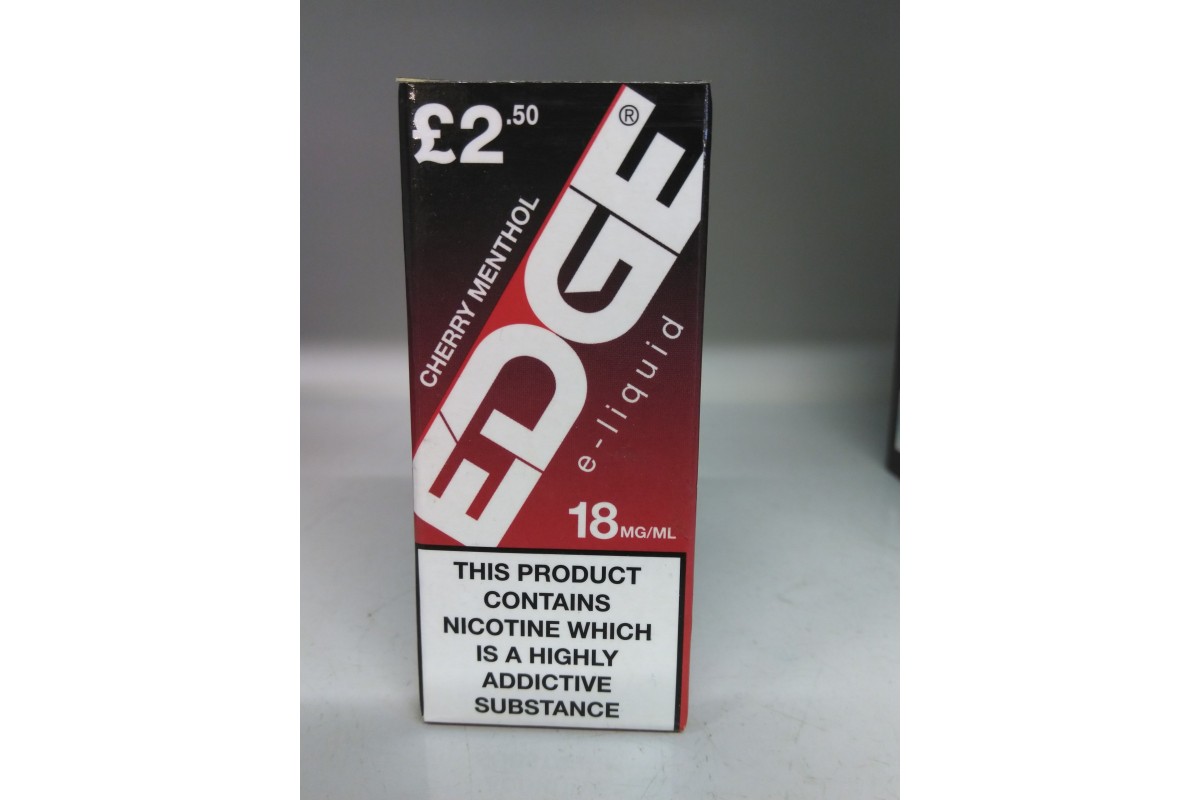 £2.50
CHERRY MENTHOL
EDGE®
e-liquid
18MG/ML
THIS PRODUCT
CONTAINS
NICOTINE WHICH
IS A HIGHLY
ADDICTIVE
SUBSTANCE